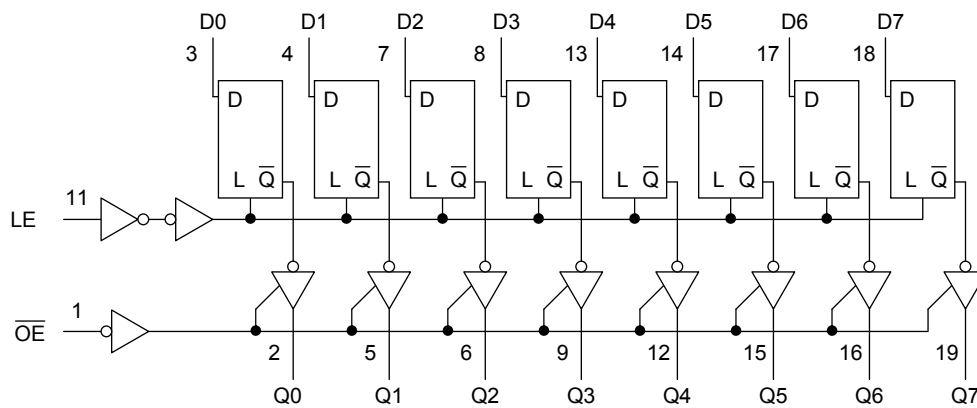 D0 D1 D2 D3 D4 D5 D6 D7
3 4 7 8 13 14 17 18
D D D D D D D D
L Q̅ L Q̅ L Q̅ L Q̅ L Q̅ L Q̅ L Q̅ L Q̅
11
LE
1
O̅E̅
2 5 6 9 12 15 16 19
Q0 Q1 Q2 Q3 Q4 Q5 Q6 Q7